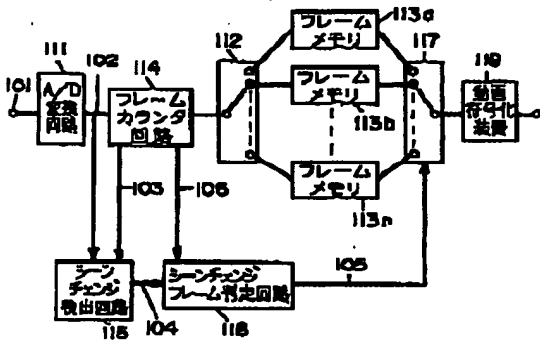 111
102
114
112
113a
117
119
101
A/D
変換
回路
フレーム
カウンタ
回路
フレーム
メモリ
フレーム
メモリ
113b
フレーム
メモリ
113n
動画
符号化
装置
103
106
シーン
チェンジ
検出回路
115
104
シーンチェンジ
フレーム判定回路
116
105